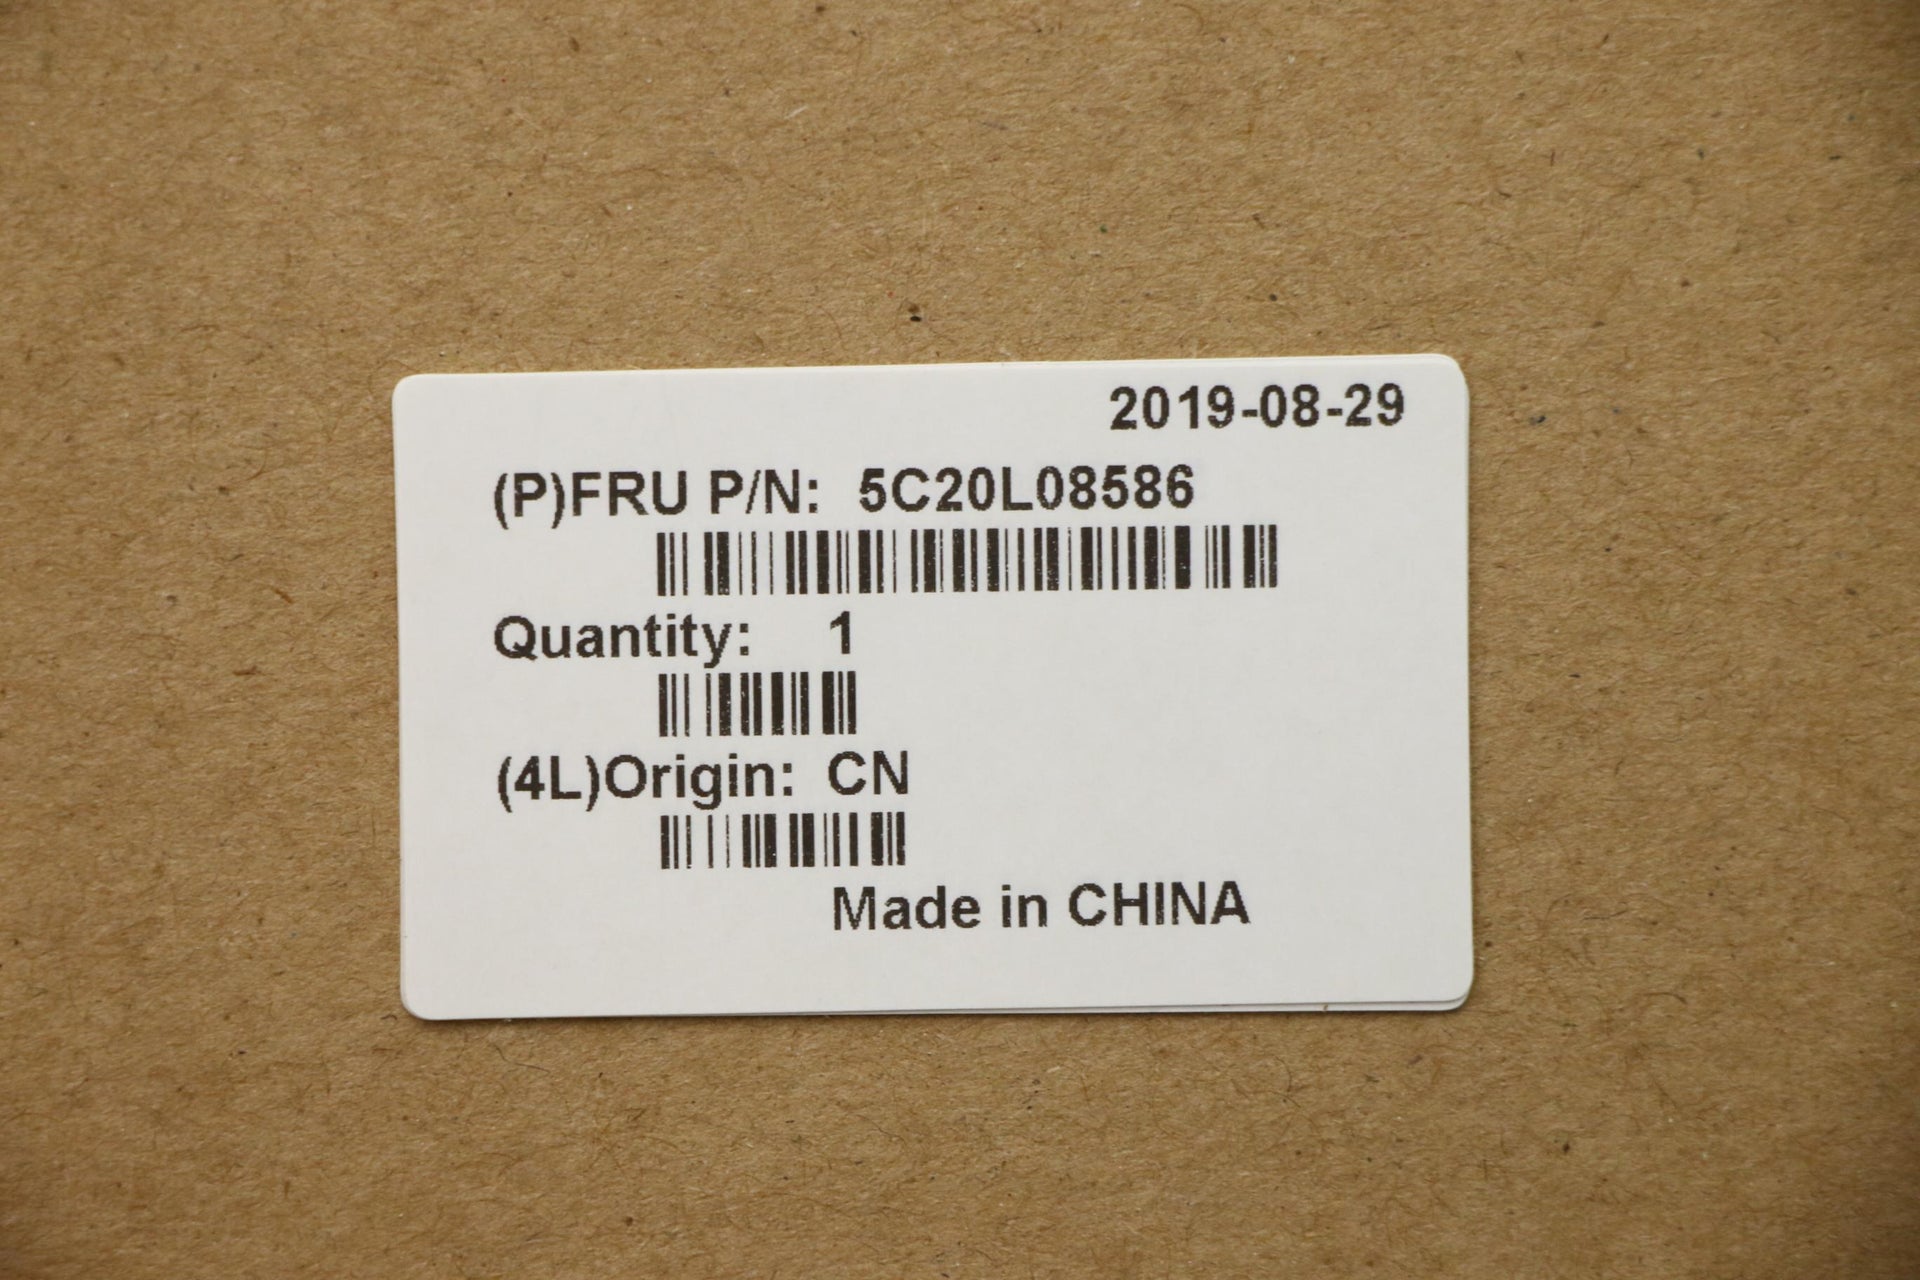 2019-08-29
(P)FRU P/N: 5C20L08586
Quantity: 1
(4L)Origin: CN
Made in CHINA